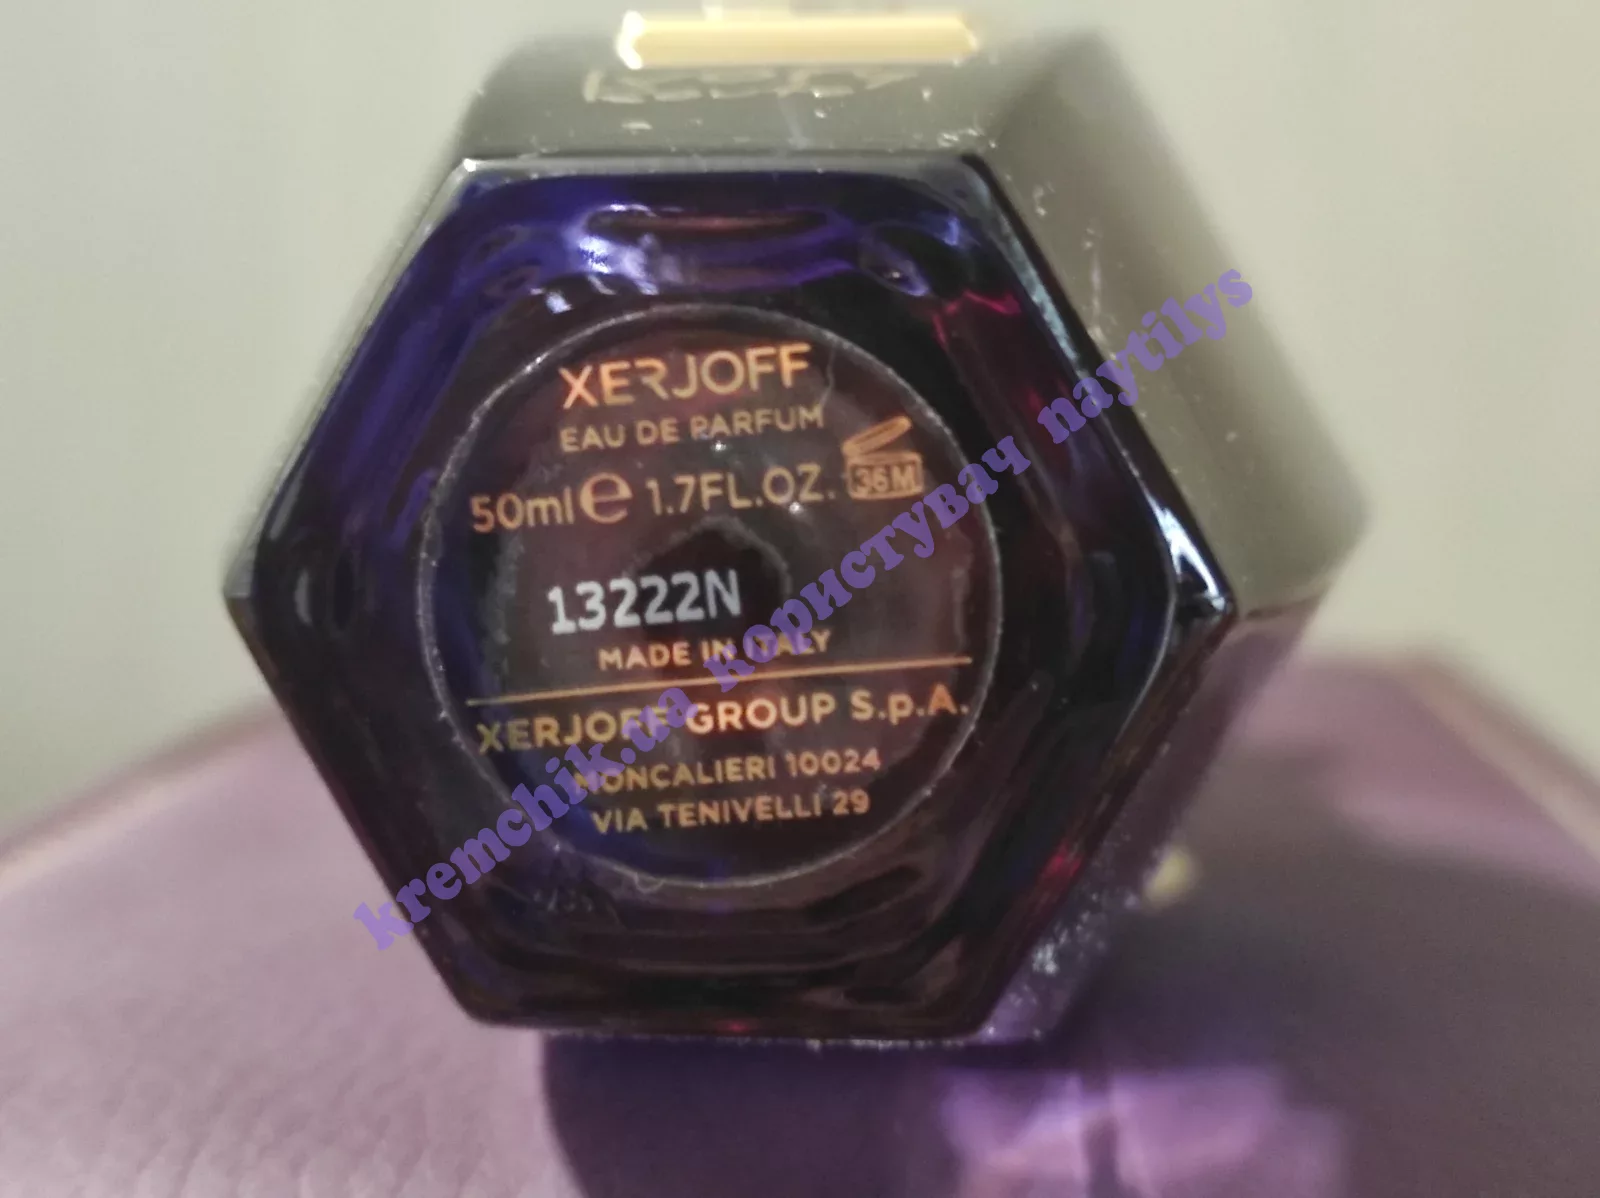 XERJOFF
EAU DE PARFUM
50ml e 1.7FL.OZ. 36M
13222N
MADE IN ITALY
XERJOFF GROUP S.p.A.
MONCALIERI 10024
VIA TENIVELLI 29
kremchik.ua користувач naytilys